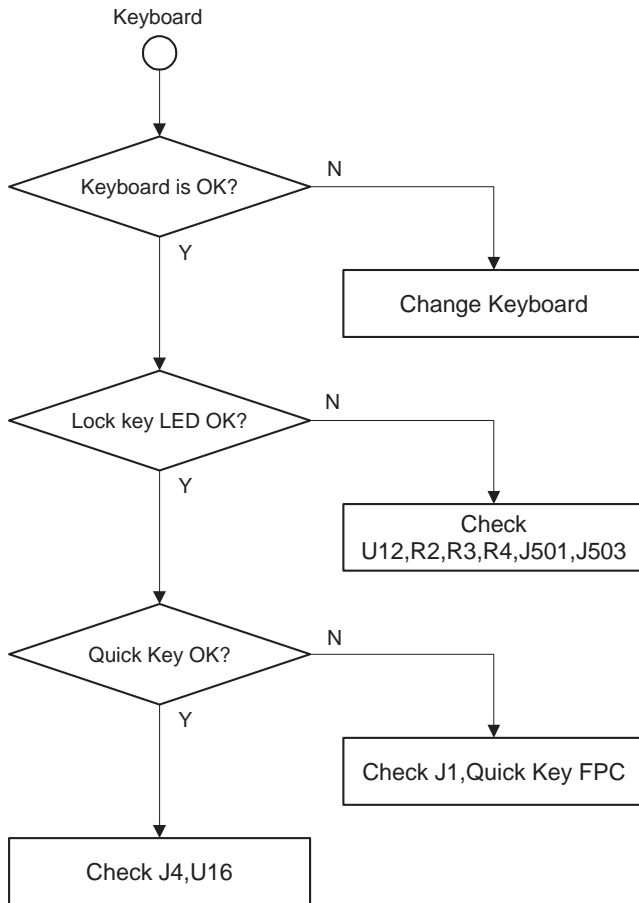 Keyboard
Keyboard is OK?
N
Y
Change Keyboard
Lock key LED OK?
N
Y
Check
U12,R2,R3,R4,J501,J503
Quick Key OK?
N
Y
Check J1,Quick Key FPC
Check J4,U16